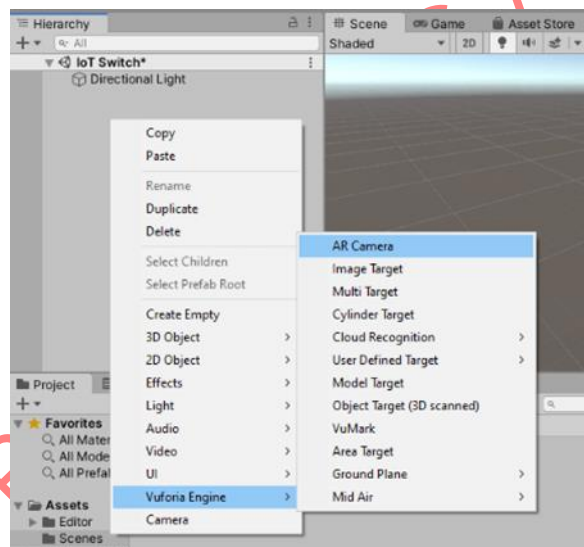 Hierarchy
All
IoT Switch*
Directional Light
Scene Game Asset Store
Shaded 2D
Copy
Paste
Rename
Duplicate
Delete
Select Children
Select Prefab Root
Create Empty
3D Object
2D Object
Effects
Light
Audio
Video
UI
Vuforia Engine
Camera
AR Camera
Image Target
Multi Target
Cylinder Target
Cloud Recognition
User Defined Target
Model Target
Object Target (3D scanned)
VuMark
Area Target
Ground Plane
Mid Air
Project
Favorites
All Mater
All Mode
All Prefal
Assets
Editor
Scenes